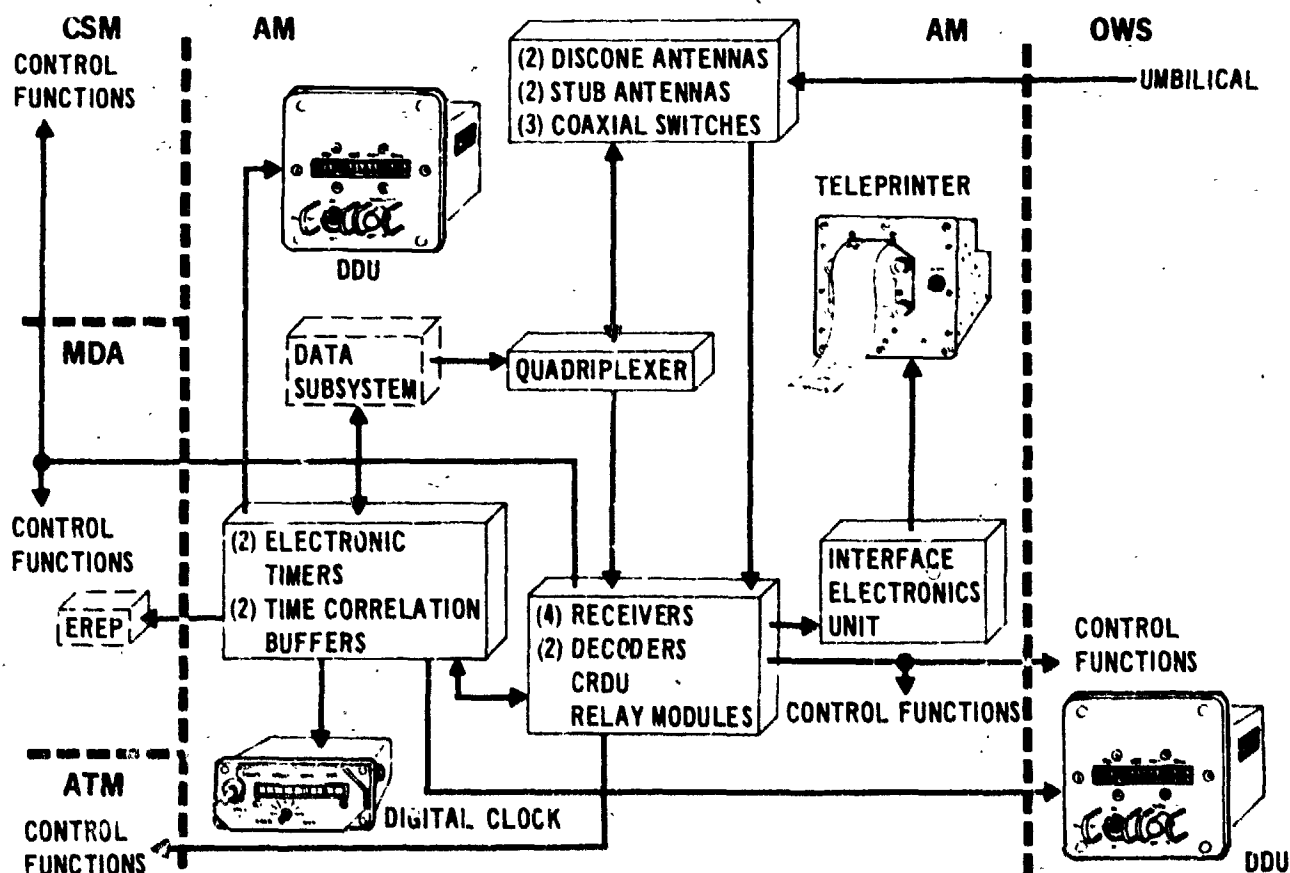 CSM
AM
AM
OWS
CONTROL
FUNCTIONS
(2) DISCONE ANTENNAS
(2) STUB ANTENNAS
(3) COAXIAL SWITCHES
UMBILICAL
TELEPRINTER
DDU
MDA
DATA
SUBSYSTEM
QUADRIPLEXER
CONTROL
FUNCTIONS
(2) ELECTRONIC
TIMERS
(2) TIME CORRELATION
BUFFERS
EREP
(4) RECEIVERS
(2) DECODERS
CRDU
RELAY MODULES
INTERFACE
ELECTRONICS
UNIT
CONTROL
FUNCTIONS
CONTROL FUNCTIONS
ATM
DIGITAL CLOCK
CONTROL
FUNCTIONS
DDU